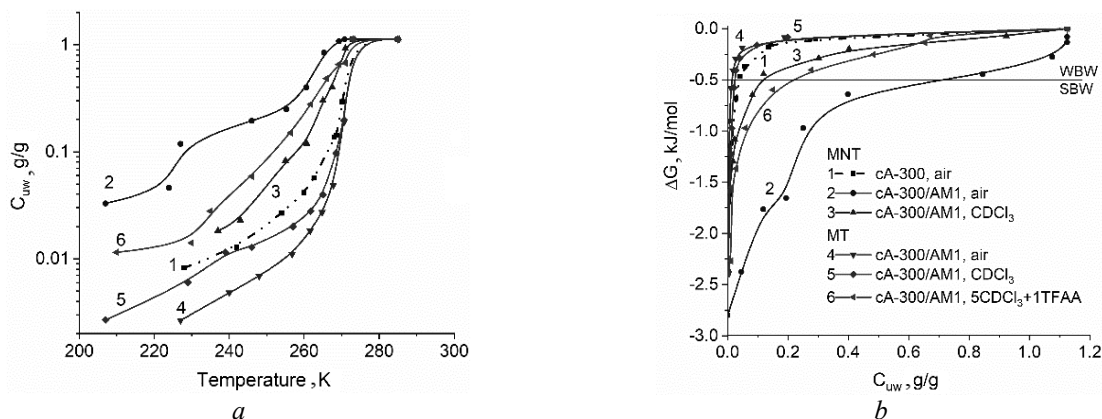 a
1
0.1
0.01
C_uw, g/g
200 220 240 260 280 300
Temperature, K
1
2
3
4
5
6
a
b
0.0
-0.5
-1.0
-1.5
-2.0
-2.5
-3.0
ΔG, kJ/mol
0.0 0.2 0.4 0.6 0.8 1.0 1.2
C_uw, g/g
4
5
1
3
6
2
WBW
SBW
MNT
1 cA-300, air
2 cA-300/AM1, air
3 cA-300/AM1, CDCl₃
MT
4 cA-300/AM1, air
5 cA-300/AM1, CDCl₃
6 cA-300/AM1, 5CDCl₃+1TFAA
b